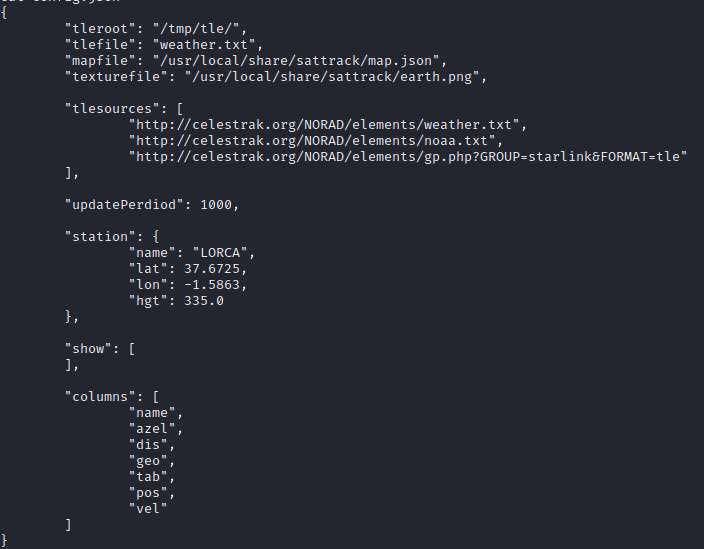 {
"tleroot": "/tmp/tle/",
"tlefile": "weather.txt",
"mapfile": "/usr/local/share/sattrack/map.json",
"texturefile": "/usr/local/share/sattrack/earth.png",
"tlesources": [
"http://celestrak.org/NORAD/elements/weather.txt",
"http://celestrak.org/NORAD/elements/noaa.txt",
"http://celestrak.org/NORAD/elements/gp.php?GROUP=starlink&FORMAT=tle"
],
"updatePerdiod": 1000,
"station": {
"name": "LORCA",
"lat": 37.6725,
"lon": -1.5863,
"hgt": 335.0
},
"show": [
],
"columns": [
"name",
"azel",
"dis",
"geo",
"tab",
"pos",
"vel"
]
}